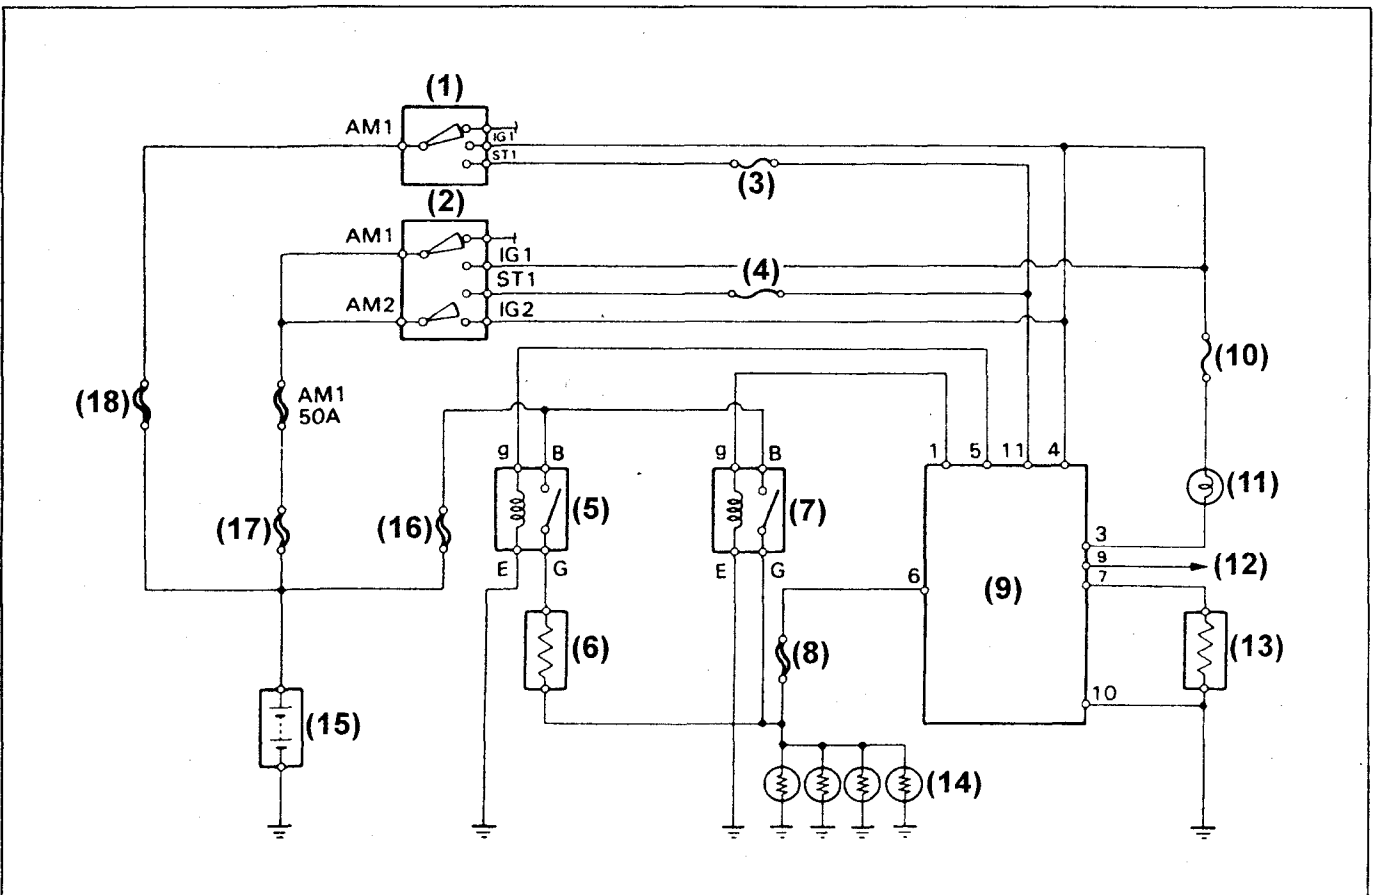 (1)
AM1
IG1
ST1
(3)
(2)
AM1
IG1
(4)
ST1
AM2
IG2
(10)
(18)
AM1
50A
g B
g B
1 5 11 4
(11)
(17)
(16)
(5)
(7)
3
9
(12)
E G
E G
6
(9)
7
(6)
(8)
(13)
10
(15)
(14)